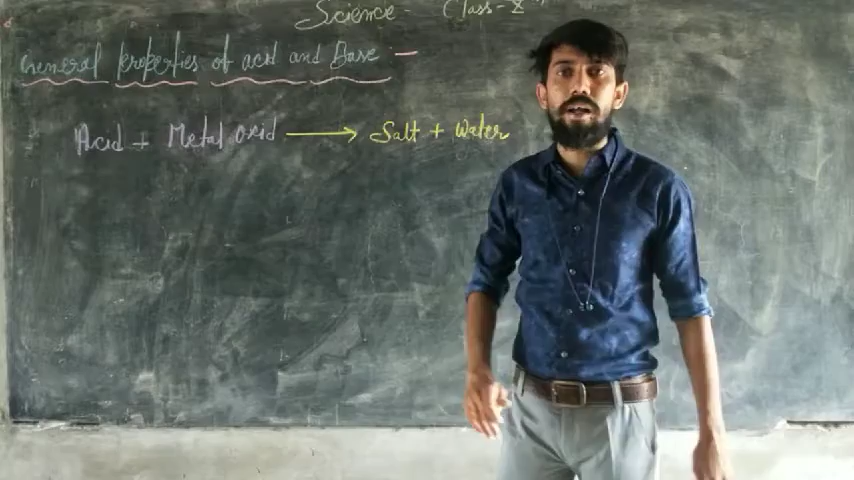 Science - Class-X
General properties of acid and Base -
Acid + Metal oxid → Salt + Water